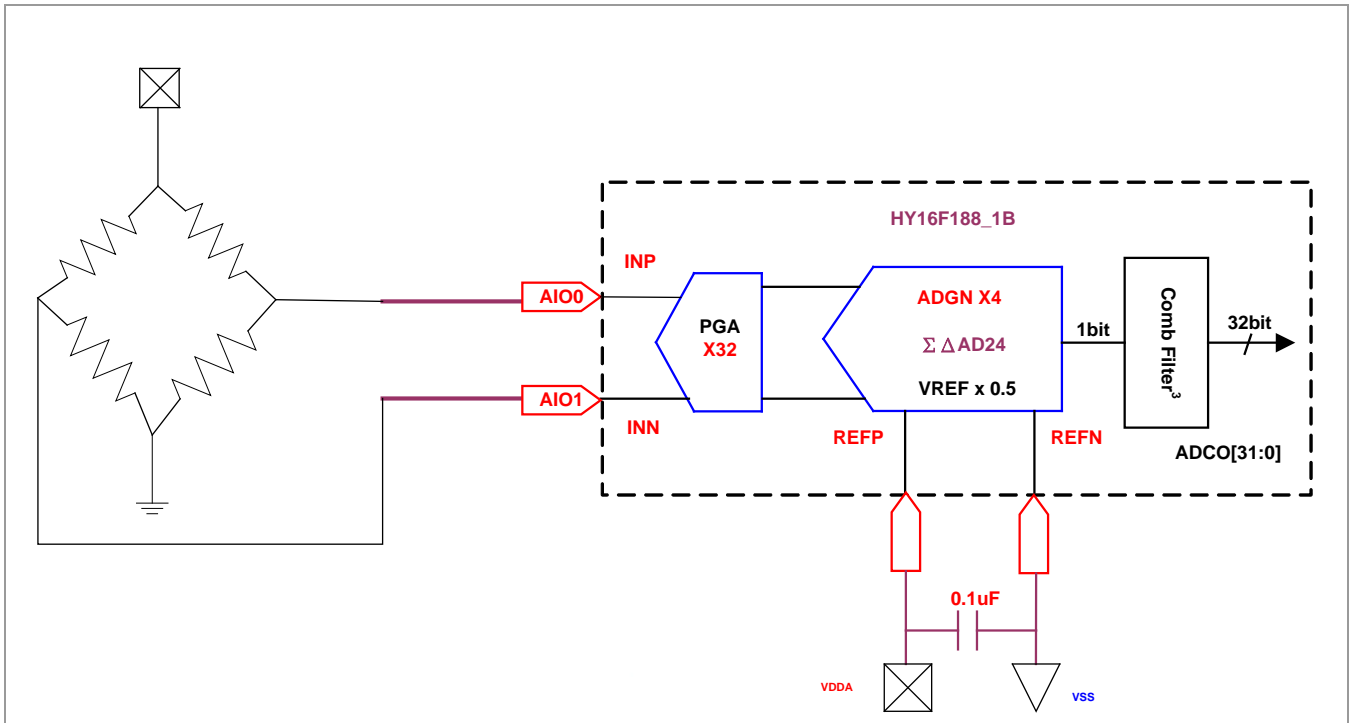 HY16F188_1B
INP
AIO0
PGA
X32
ADGN X4
Σ Δ AD24
VREF x 0.5
1bit
Comb Filter³
32bit
AIO1
INN
REFP
REFN
ADCO[31:0]
0.1uF
VDDA
VSS